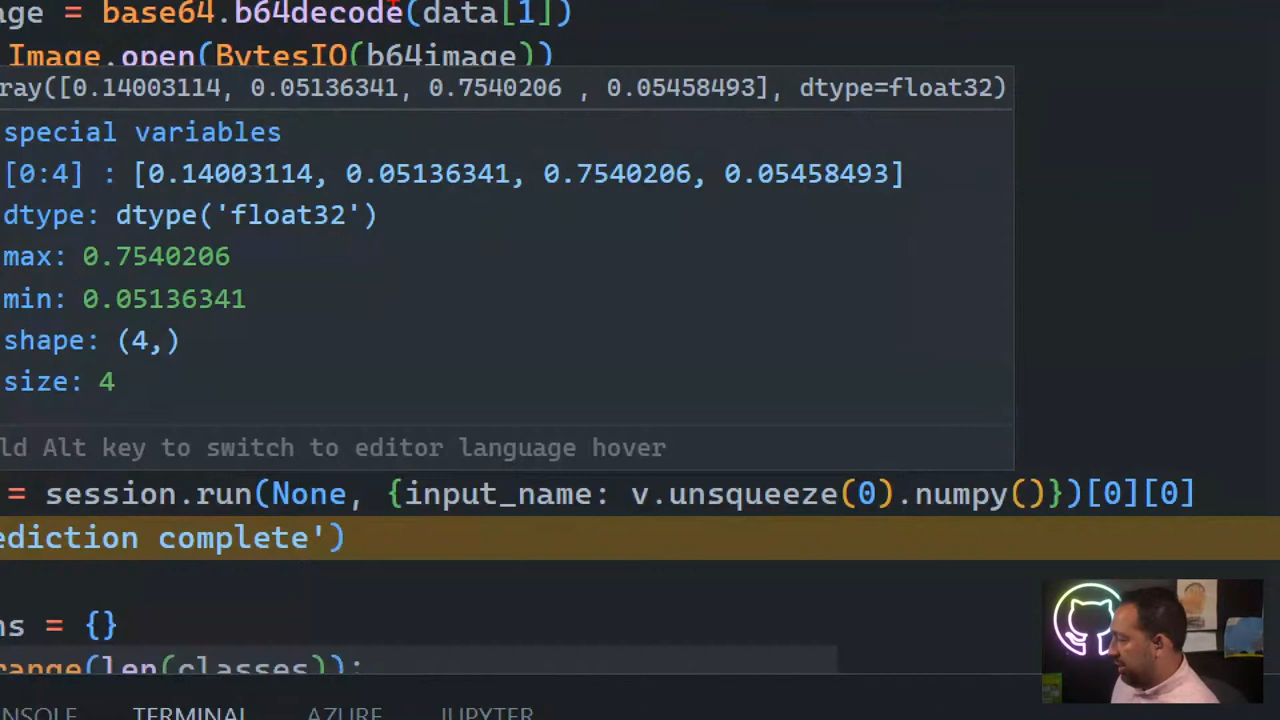 age = base64.b64decode(data[1])
Image.open(BytesIO(b64image))
ray([0.14003114, 0.05136341, 0.7540206 , 0.05458493], dtype=float32)
special variables
[0:4] : [0.14003114, 0.05136341, 0.7540206, 0.05458493]
dtype: dtype('float32')
max: 0.7540206
min: 0.05136341
shape: (4,)
size: 4
ld Alt key to switch to editor language hover
= session.run(None, {input_name: v.unsqueeze(0).numpy()})[0][0]
ediction complete')
ns = {}
range(len(classes)):
ONSOLE TERMINAL AZURE JUPYTER